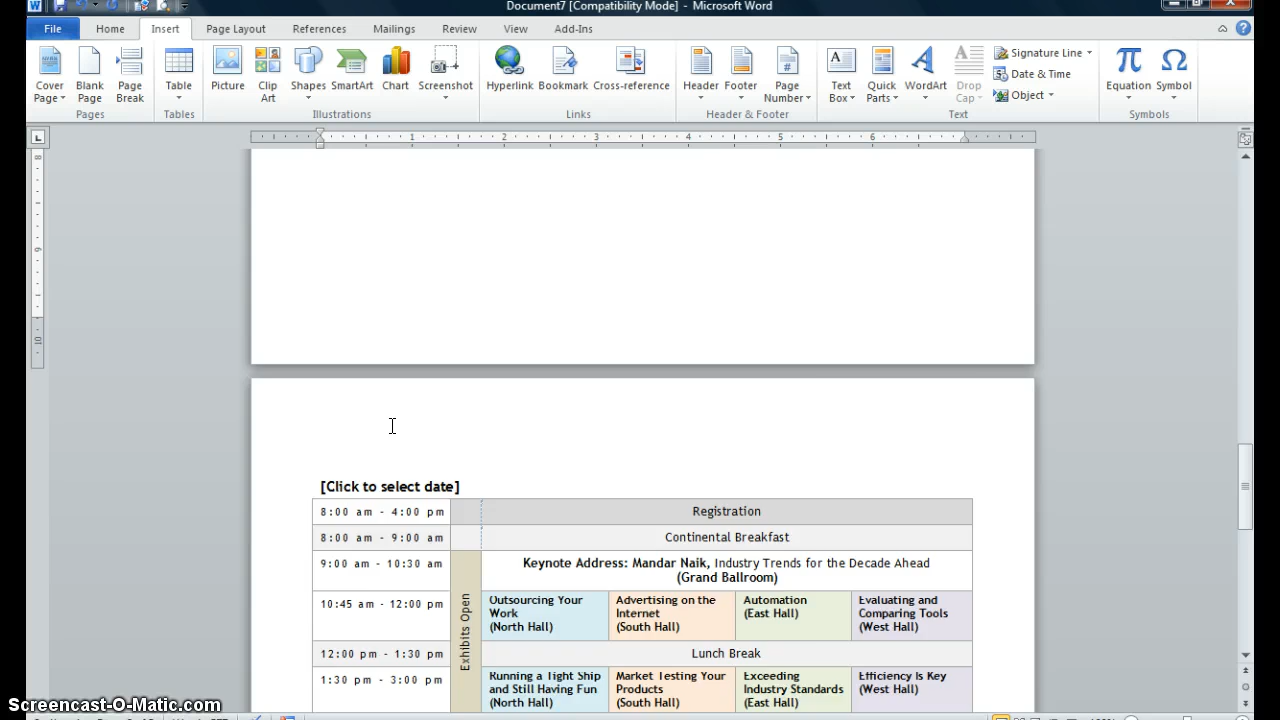 Document7 [Compatibility Mode] - Microsoft Word
File Home Insert Page Layout References Mailings Review View Add-Ins
Cover Page Blank Page Page Break Table Picture Clip Art Shapes SmartArt Chart Screenshot Hyperlink Bookmark Cross-reference Header Footer Page Number Text Box Quick Parts WordArt Drop Cap Signature Line Date & Time Object Equation Symbol
Pages Tables Illustrations Links Header & Footer Text Symbols
1 2 3 4 5 6
[Click to select date]
8:00 am - 4:00 pm Registration
8:00 am - 9:00 am Continental Breakfast
9:00 am - 10:30 am Keynote Address: Mandar Naik, Industry Trends for the Decade Ahead
(Grand Ballroom)
Exhibits Open
10:45 am - 12:00 pm
Outsourcing Your
Work
(North Hall)
Advertising on the
Internet
(South Hall)
Automation
(East Hall)
Evaluating and
Comparing Tools
(West Hall)
12:00 pm - 1:30 pm Lunch Break
1:30 pm - 3:00 pm
Running a Tight Ship
and Still Having Fun
(North Hall)
Market Testing Your
Products
(South Hall)
Exceeding
Industry Standards
(East Hall)
Efficiency Is Key
(West Hall)
Screencast-O-Matic.com